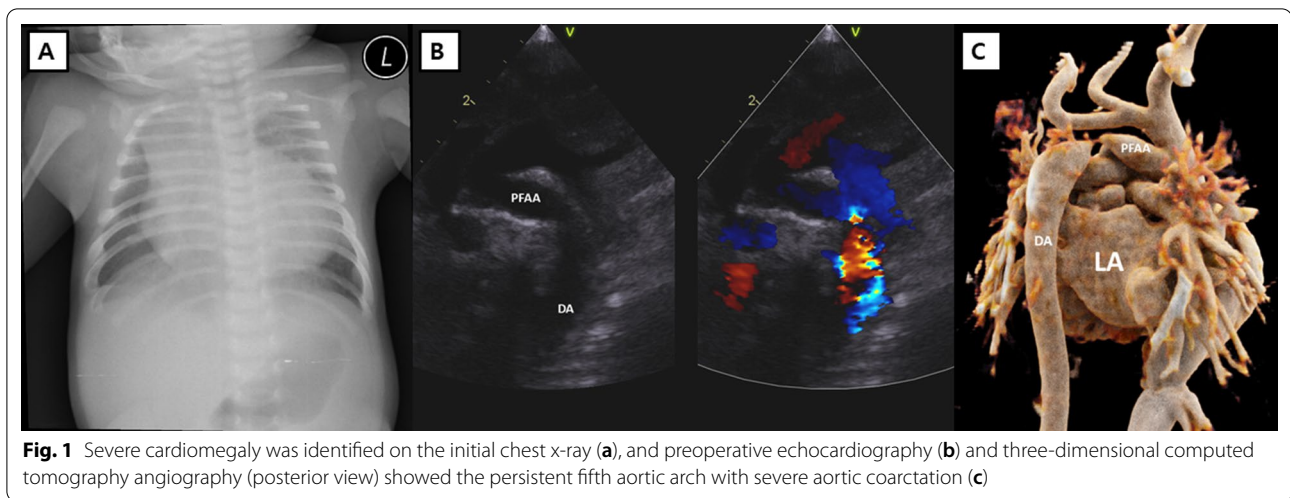 A
L
B
V
2
PFAA
DA
V
2
C
PFAA
DA
LA
Fig. 1 Severe cardiomegaly was identified on the initial chest x-ray (a), and preoperative echocardiography (b) and three-dimensional computed
tomography angiography (posterior view) showed the persistent fifth aortic arch with severe aortic coarctation (c)